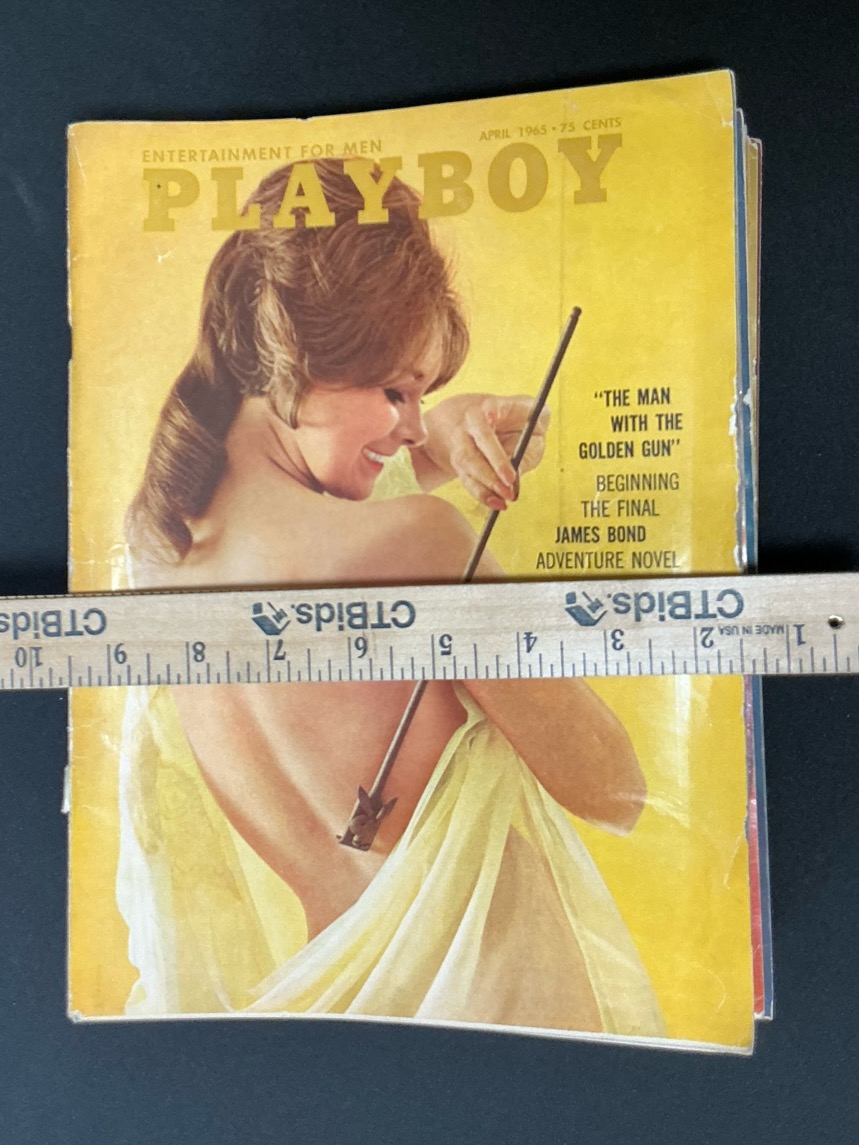 APRIL 1965 • 75 CENTS
ENTERTAINMENT FOR MEN
PLAYBOY
"THE MAN
WITH THE
GOLDEN GUN"
BEGINNING
THE FINAL
JAMES BOND
ADVENTURE NOVEL
CTBids. CTBids. CTBids
MADE IN USA
1 2 3 4 5 6 7 8 9 10